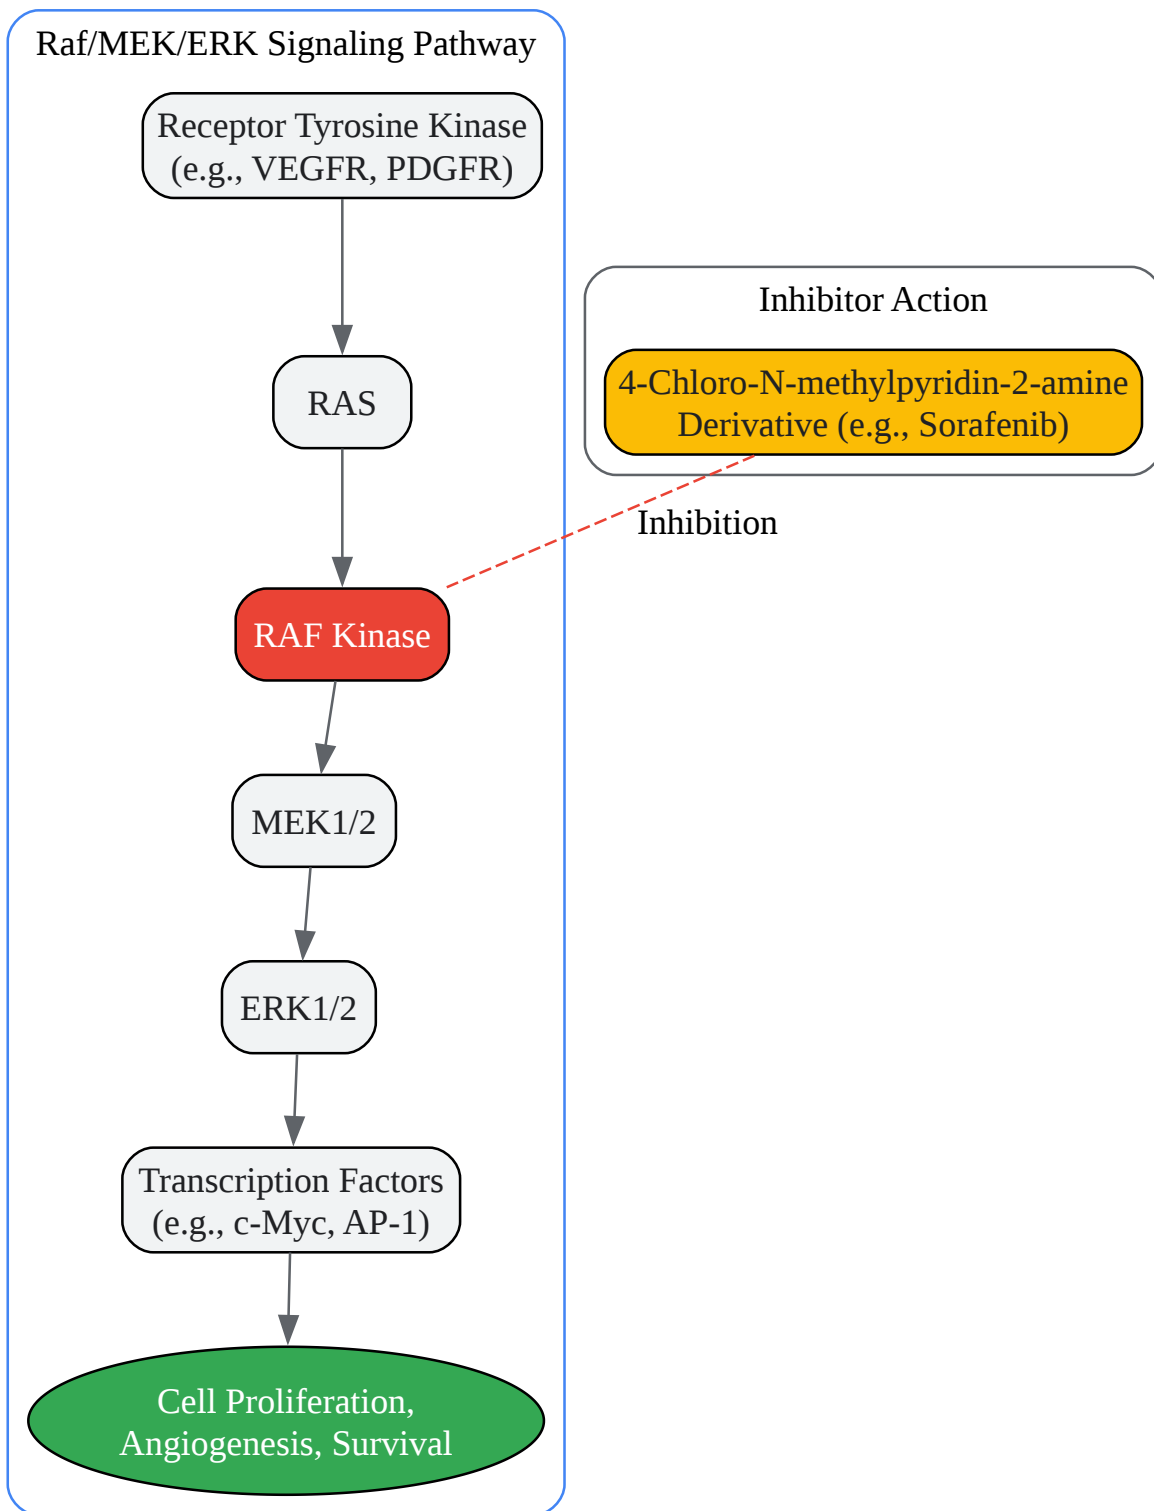 Raf/MEK/ERK Signaling Pathway
Receptor Tyrosine Kinase
(e.g., VEGFR, PDGFR)
Inhibitor Action
4-Chloro-N-methylpyridin-2-amine
Derivative (e.g., Sorafenib)
RAS
Inhibition
RAF Kinase
MEK1/2
ERK1/2
Transcription Factors
(e.g., c-Myc, AP-1)
Cell Proliferation,
Angiogenesis, Survival